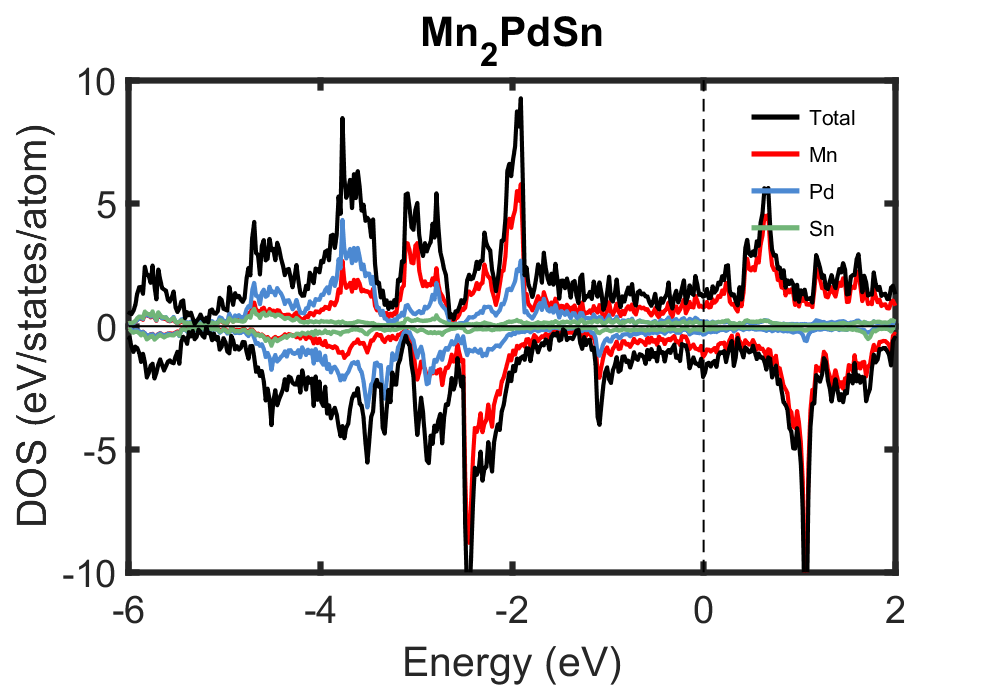 Mn2PdSn
DOS (eV/states/atom)
10
5
0
-5
-10
Total
Mn
Pd
Sn
-6 -4 -2 0 2
Energy (eV)